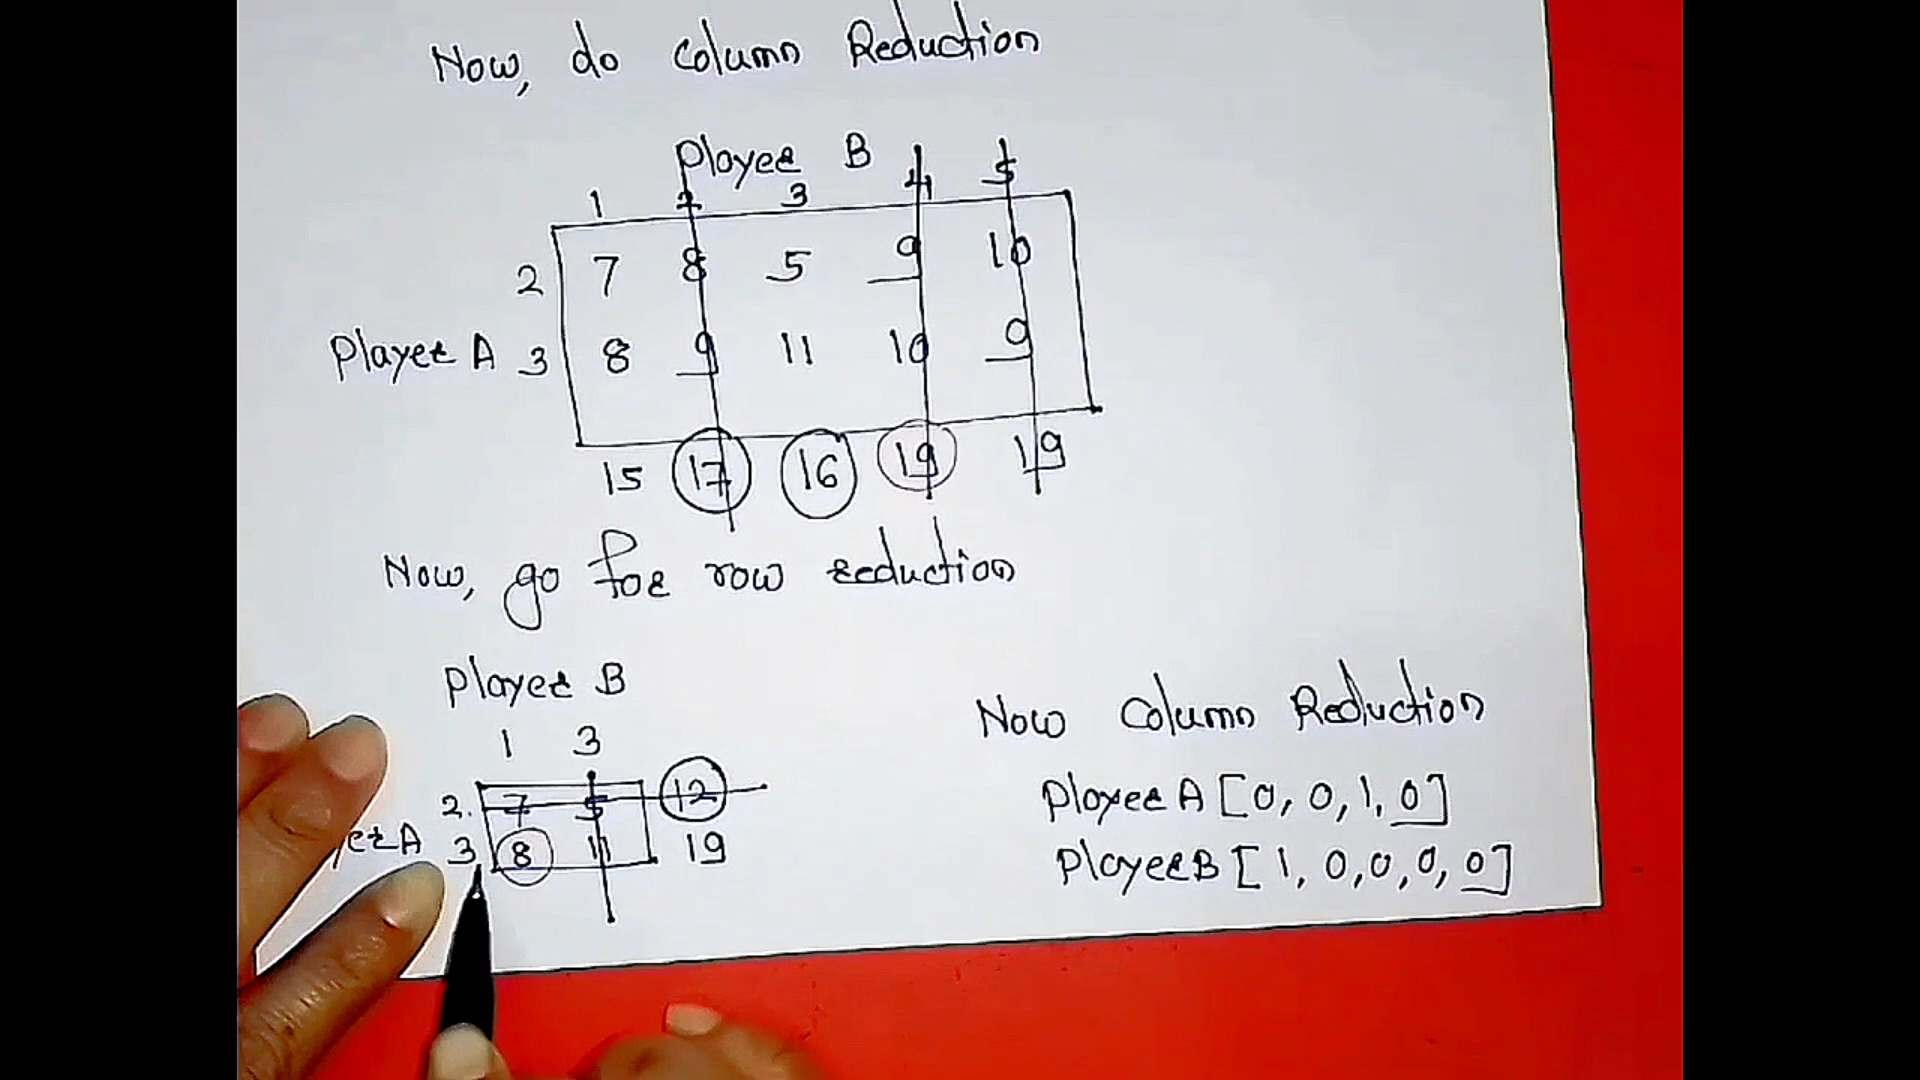 Now, do Column Reduction
Player B
1 2 3 4 5
2 7 8 5 9 10
Player A 3 8 9 11 10 9
15 17 16 19 19
Now, go for row reduction
Player B
1 3
2. 7 5 12
3 8 11 19
Now Column Reduction
Player A [0, 0, 1, 0]
Player B [1, 0, 0, 0, 0]